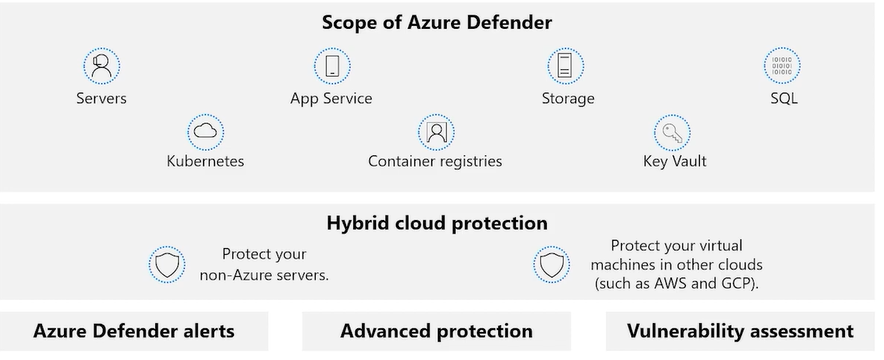 Scope of Azure Defender
Servers
App Service
Storage
SQL
Kubernetes
Container registries
Key Vault
Hybrid cloud protection
Protect your
non-Azure servers.
Protect your virtual
machines in other clouds
(such as AWS and GCP).
Azure Defender alerts
Advanced protection
Vulnerability assessment